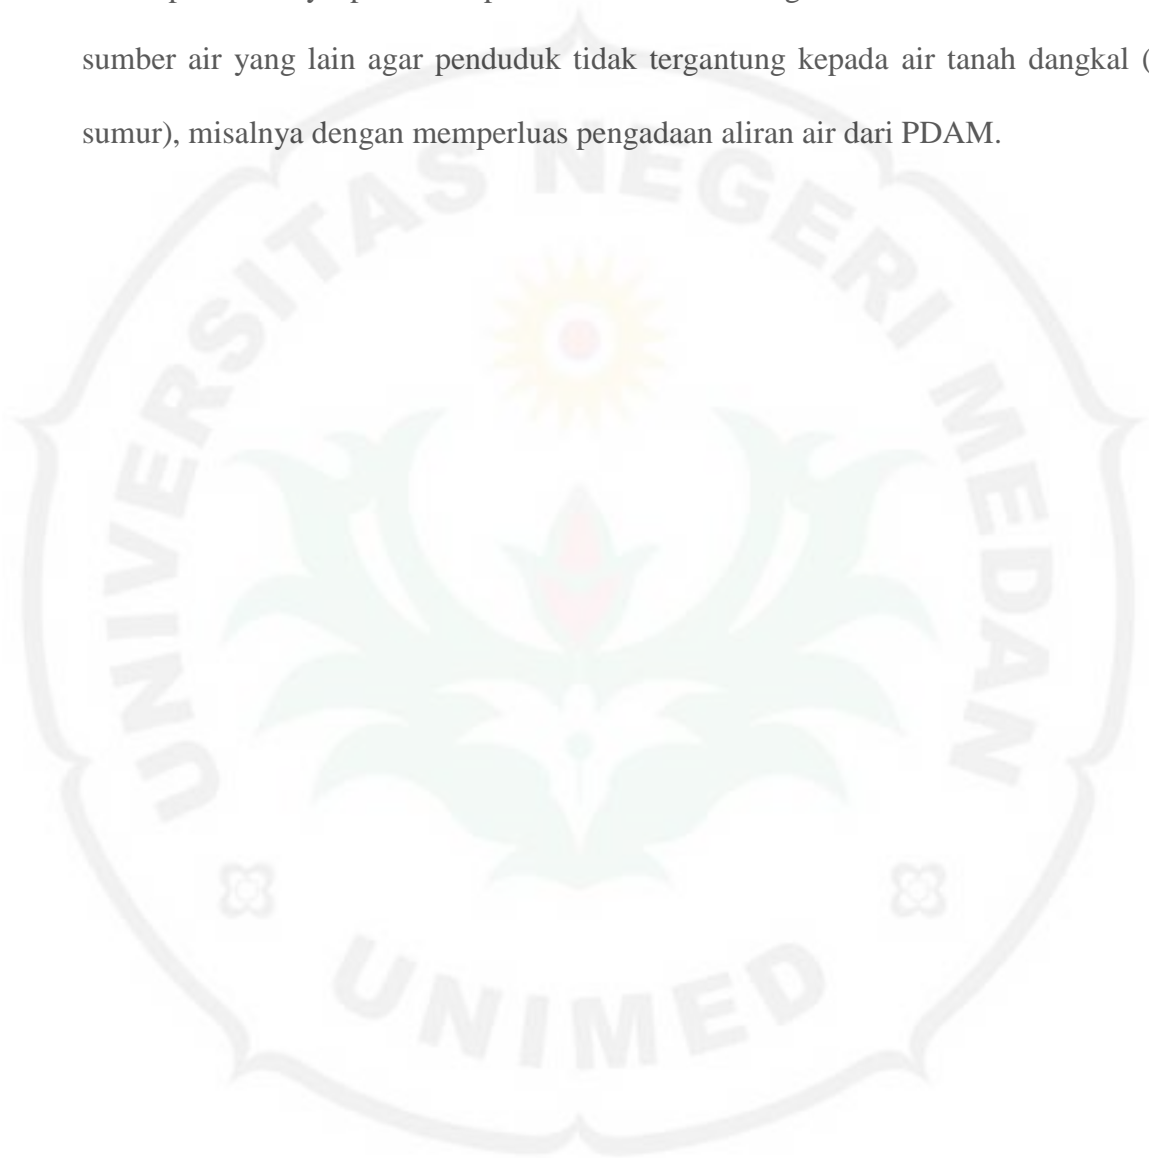 sumber air yang lain agar penduduk tidak tergantung kepada air tanah dangkal (
sumur), misalnya dengan memperluas pengadaan aliran air dari PDAM.
UNIVERSITAS NEGERI MEDAN
UNIMED